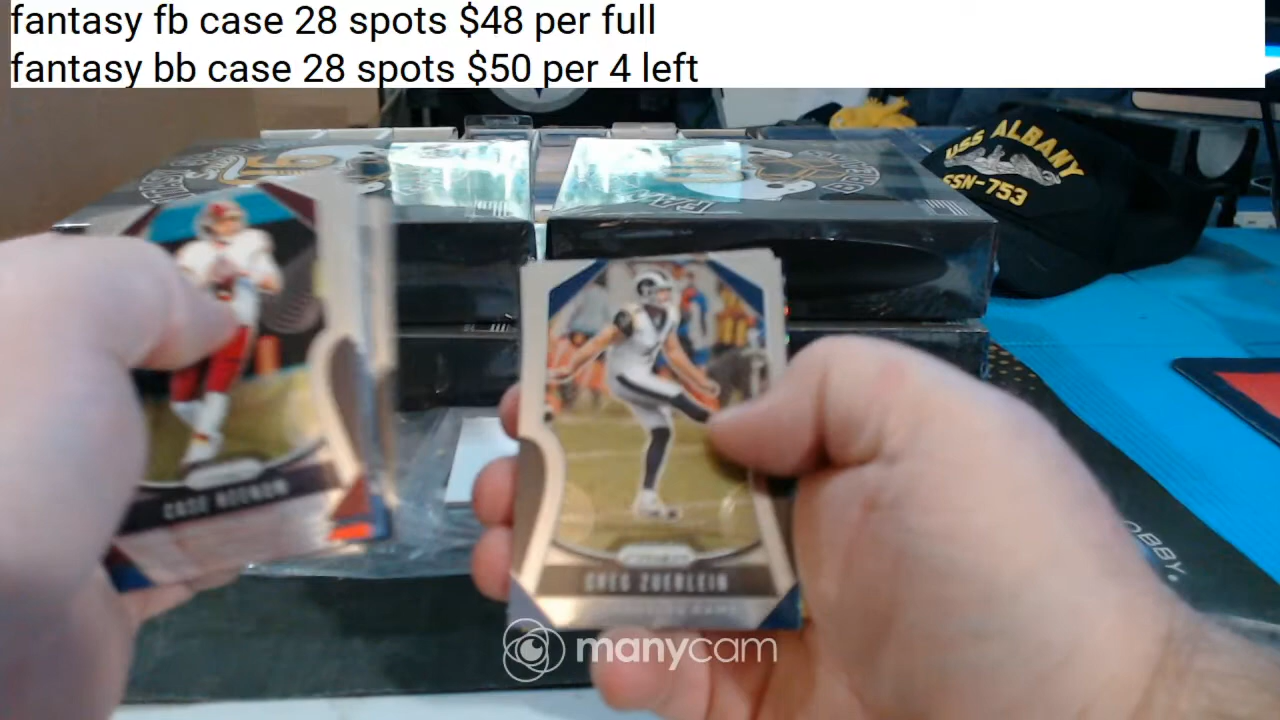 fantasy fb case 28 spots $48 per full
fantasy bb case 28 spots $50 per 4 left
USS ALBANY
SSN-753
CASE KEENUM
GREG ZUERLEIN
OBBY.
manycam